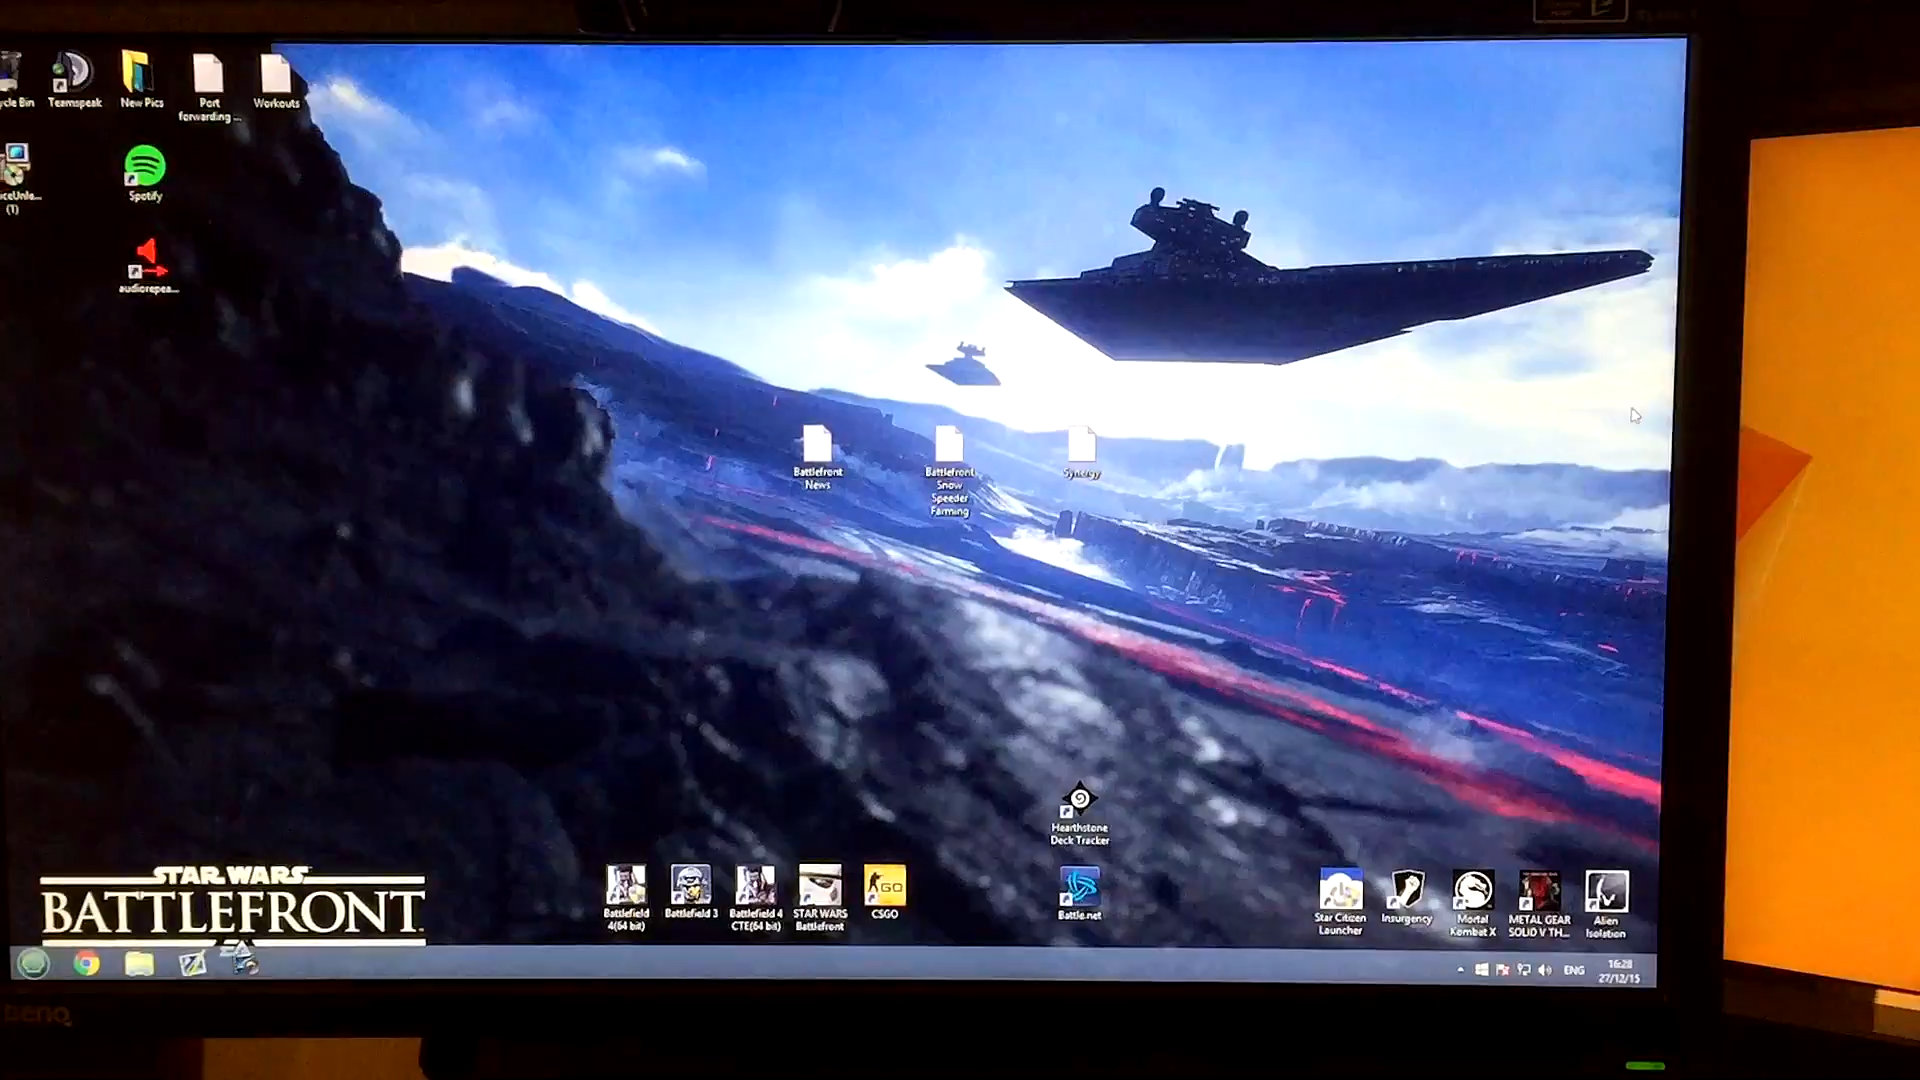 ycle Bin
Teamspeak
New Pics
Port
forwarding ...
Workouts
(1)
Spotify
audiorepea...
Battlefront
News
Battlefront
Snow
Speeder
Farming
Synergy
Hearthstone
Deck Tracker
STAR WARS
BATTLEFRONT
Battlefield
4(64 bit)
Battlefield 3
Battlefield 4
CTE(64 bit)
STAR WARS
Battlefront
GO
CSGO
Battle.net
Star Citizen
Launcher
Insurgency
Mortal
Kombat X
METAL GEAR
SOLID V TH...
Alien
Isolation
ENG
16:28
27/12/15
BenQ